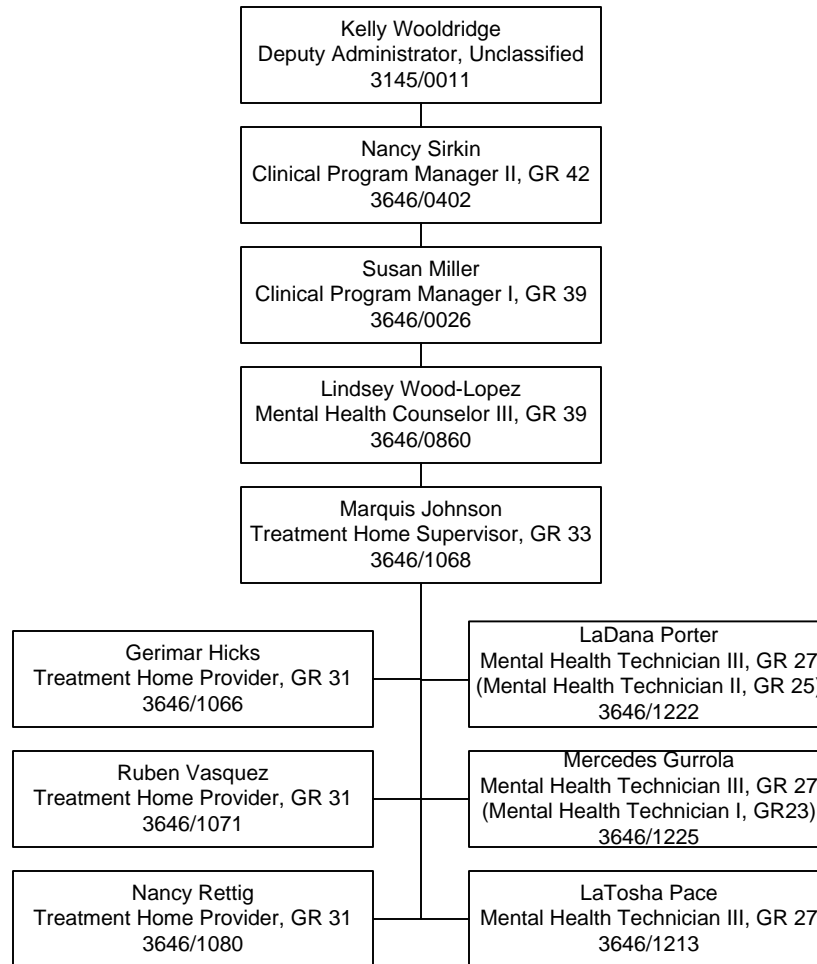 Kelly Wooldridge
Deputy Administrator, Unclassified
3145/0011
Nancy Sirkin
Clinical Program Manager II, GR 42
3646/0402
Susan Miller
Clinical Program Manager I, GR 39
3646/0026
Lindsey Wood-Lopez
Mental Health Counselor III, GR 39
3646/0860
Marquis Johnson
Treatment Home Supervisor, GR 33
3646/1068
Gerimar Hicks
Treatment Home Provider, GR 31
3646/1066
LaDana Porter
Mental Health Technician III, GR 27
(Mental Health Technician II, GR 25)
3646/1222
Ruben Vasquez
Treatment Home Provider, GR 31
3646/1071
Mercedes Gurrola
Mental Health Technician III, GR 27
(Mental Health Technician I, GR23)
3646/1225
Nancy Rettig
Treatment Home Provider, GR 31
3646/1080
LaTosha Pace
Mental Health Technician III, GR 27
3646/1213